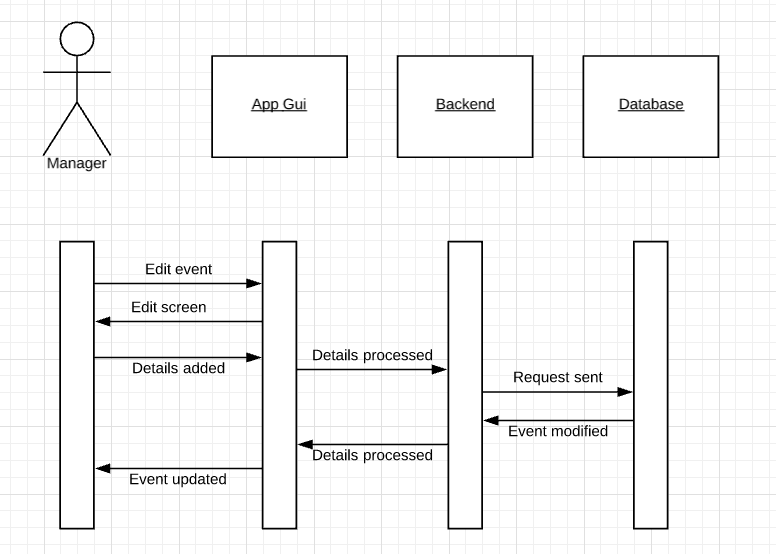 App Gui
Backend
Database
Manager
Edit event
Edit screen
Details added
Details processed
Request sent
Event modified
Details processed
Event updated